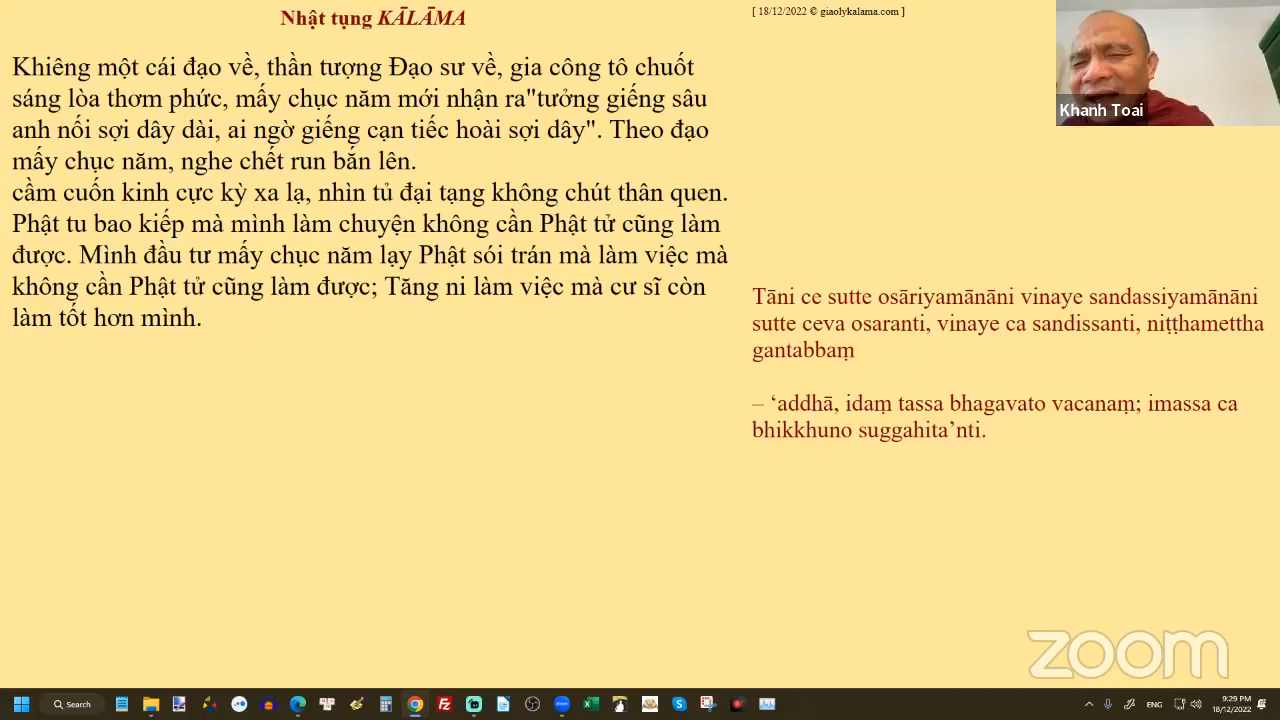 Nhật tụng KĀLĀMA
[ 18/12/2022 © giaolykalama.com ]
Khiêng một cái đạo về, thần tượng Đạo sư về, gia công tô chuốt
sáng lòa thơm phức, mấy chục năm mới nhận ra"tưởng giếng sâu
anh nối sợi dây dài, ai ngờ giếng cạn tiếc hoài sợi dây". Theo đạo
mấy chục năm, nghe chết run bắn lên.
cầm cuốn kinh cực kỳ xa lạ, nhìn tủ đại tạng không chút thân quen.
Phật tu bao kiếp mà mình làm chuyện không cần Phật tử cũng làm
được. Mình đầu tư mấy chục năm lạy Phật sói trán mà làm việc mà
không cần Phật tử cũng làm được; Tăng ni làm việc mà cư sĩ còn
làm tốt hơn mình.
Tāni ce sutte osāriyamānāni vinaye sandassiyamānāni
sutte ceva osaranti, vinaye ca sandissanti, niṭṭhamettha
gantabbaṃ
– ‘addhā, idaṃ tassa bhagavato vacanaṃ; imassa ca
bhikkhuno suggahita’nti.
Khanh Toai
zoom
Search
ENG
9:29 PM
18/12/2022